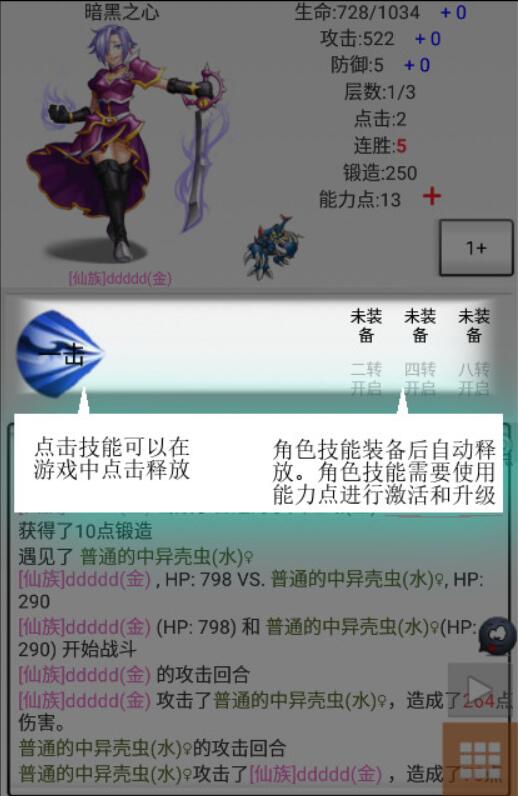 暗黑之心
生命:728/1034 +0
攻击:522 +0
防御:5 +0
层数:1/3
点击:2
连胜:5
锻造:250
能力点:13 +
1+
[仙族]ddddd(金)
一击
未装备 未装备 未装备
二转开启 四转开启 八转开启
点击技能可以在
游戏中点击释放
角色技能装备后自动释
放。角色技能需要使用
能力点进行激活和升级
获得了10点锻造
遇见了 普通的中异壳虫(水)♀
[仙族]ddddd(金) , HP: 798 VS. 普通的中异壳虫(水)♀, HP:
290
[仙族]ddddd(金) (HP: 798) 和 普通的中异壳虫(水)♀(HP:
290) 开始战斗
[仙族]ddddd(金) 的攻击回合
[仙族]ddddd(金) 攻击了普通的中异壳虫(水)♀，造成了264点
伤害。
普通的中异壳虫(水)♀的攻击回合
普通的中异壳虫(水)♀攻击了[仙族]ddddd(金) ，造成了